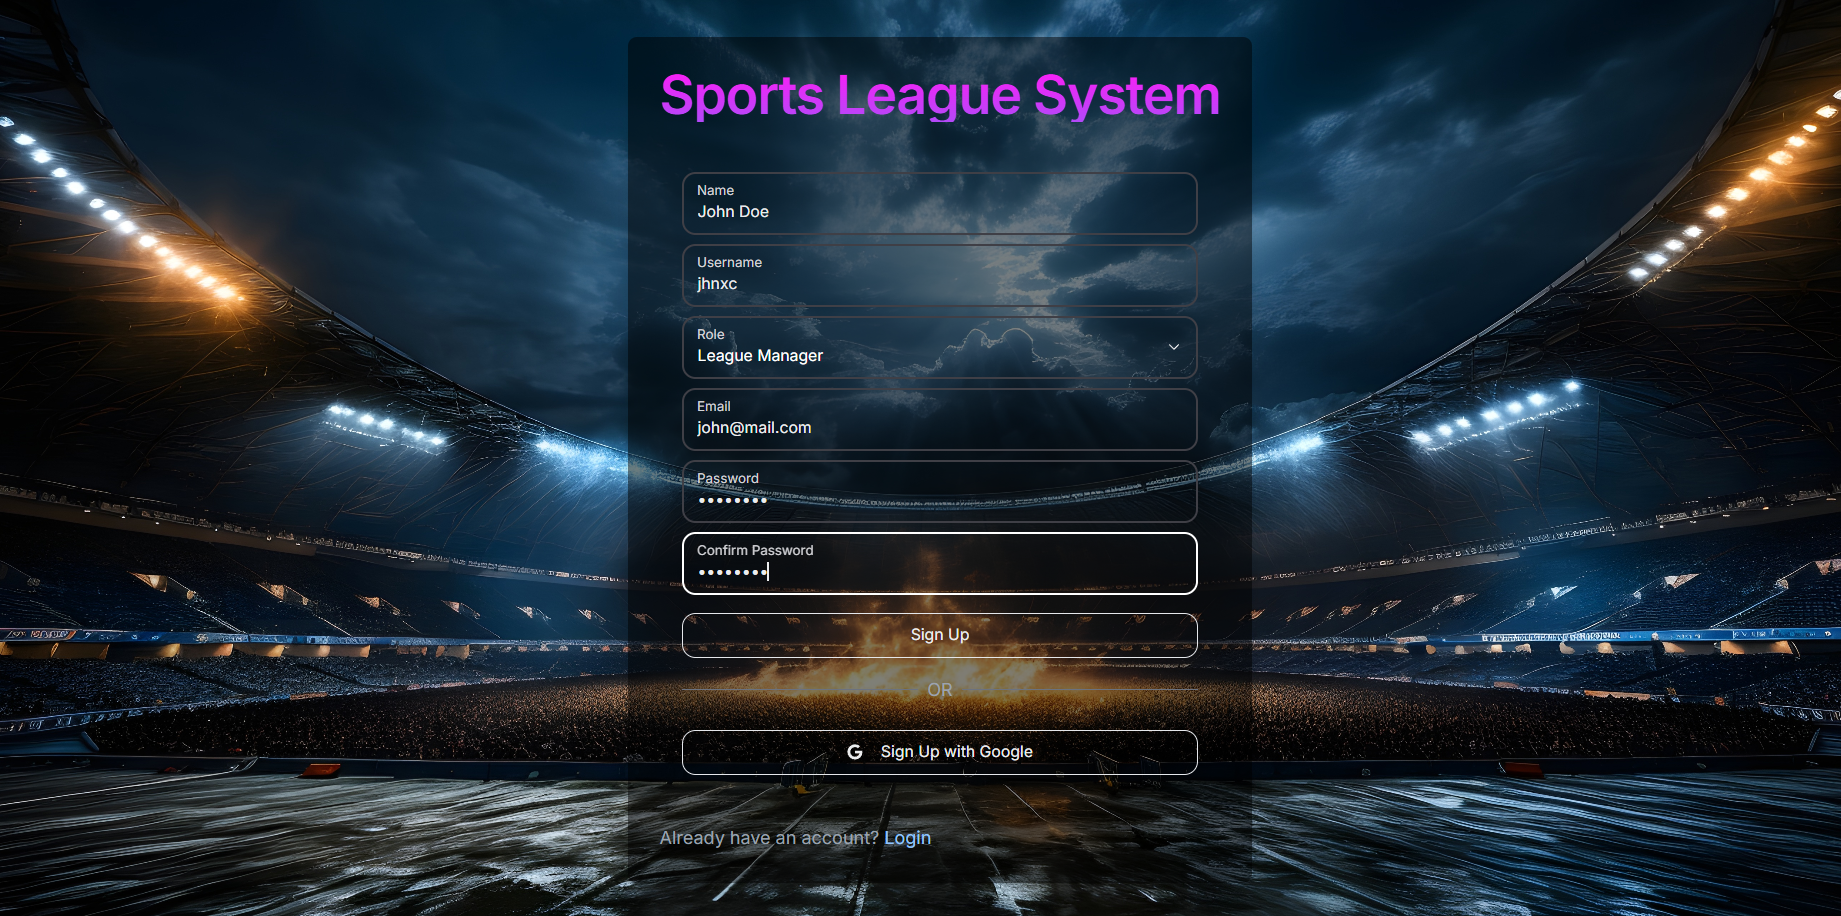 Sports League System
Name
John Doe
Username
jhnxc
Role
League Manager
Email
john@mail.com
Password
••••••••
Confirm Password
••••••••
Sign Up
OR
G Sign Up with Google
Already have an account? Login